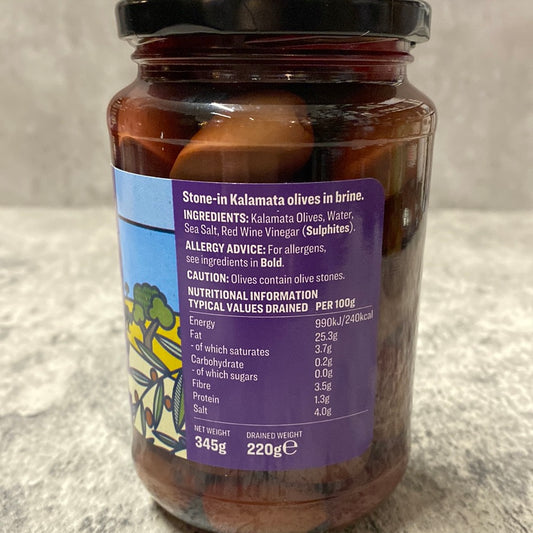 Stone-in Kalamata olives in brine.
INGREDIENTS: Kalamata Olives, Water,
Sea Salt, Red Wine Vinegar (Sulphites).
ALLERGY ADVICE: For allergens,
see ingredients in Bold.
CAUTION: Olives contain olive stones.
NUTRITIONAL INFORMATION
TYPICAL VALUES DRAINED PER 100g
Energy 990kJ/240kcal
Fat 25.3g
- of which saturates 3.7g
Carbohydrate 0.2g
- of which sugars 0.0g
Fibre 3.5g
Protein 1.3g
Salt 4.0g
NET WEIGHT DRAINED WEIGHT
345g 220g℮